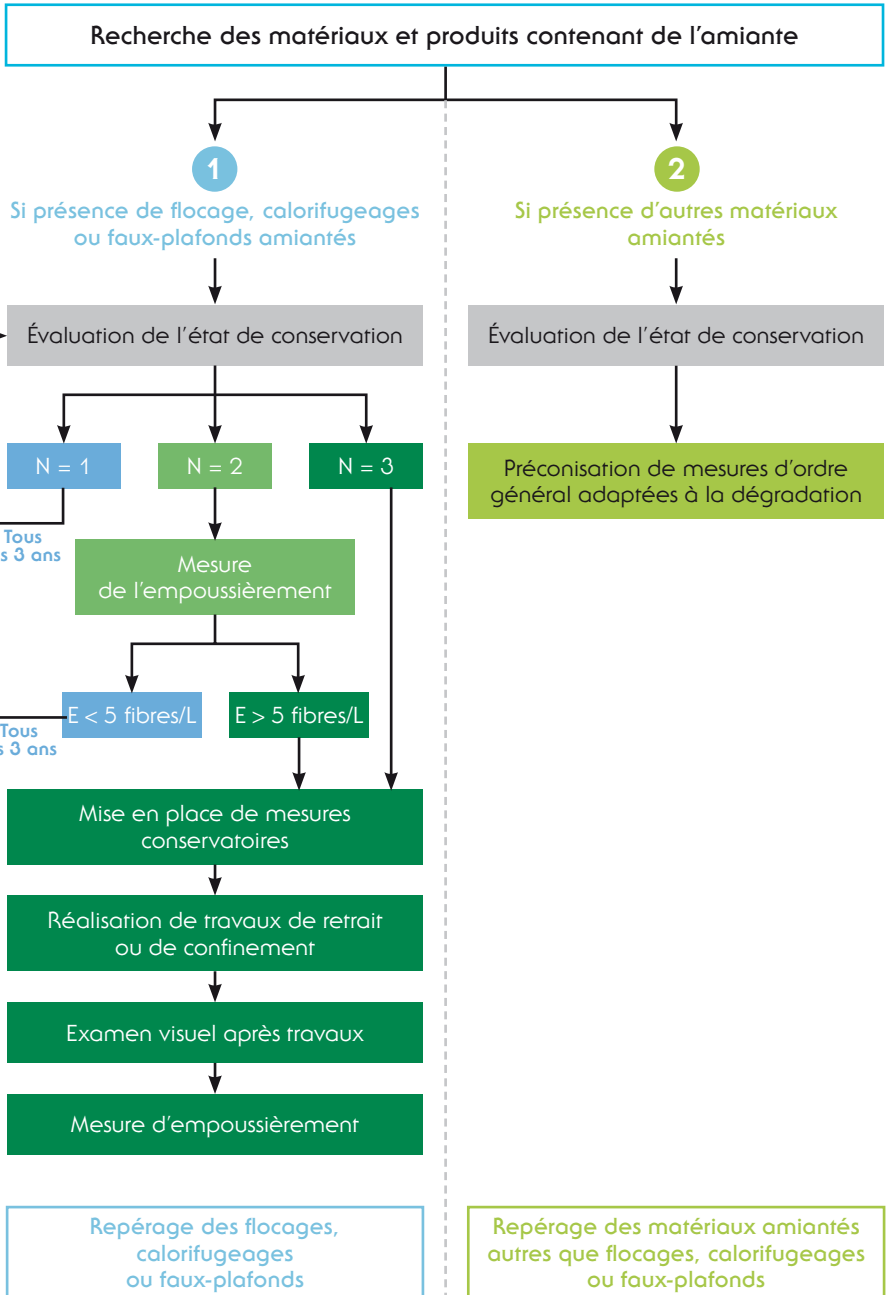 Recherche des matériaux et produits contenant de l'amiante
1
Si présence de flocage, calorifugeages
ou faux-plafonds amiantés
2
Si présence d'autres matériaux
amiantés
Évaluation de l'état de conservation
Évaluation de l'état de conservation
N = 1
N = 2
N = 3
Préconisation de mesures d'ordre
général adaptées à la dégradation
Tous
s 3 ans
Mesure
de l'empoussièrement
E < 5 fibres/L
E > 5 fibres/L
Tous
s 3 ans
Mise en place de mesures
conservatoires
Réalisation de travaux de retrait
ou de confinement
Examen visuel après travaux
Mesure d'empoussièrement
Repérage des flocages,
calorifugeages
ou faux-plafonds
Repérage des matériaux amiantés
autres que flocages, calorifugeages
ou faux-plafonds